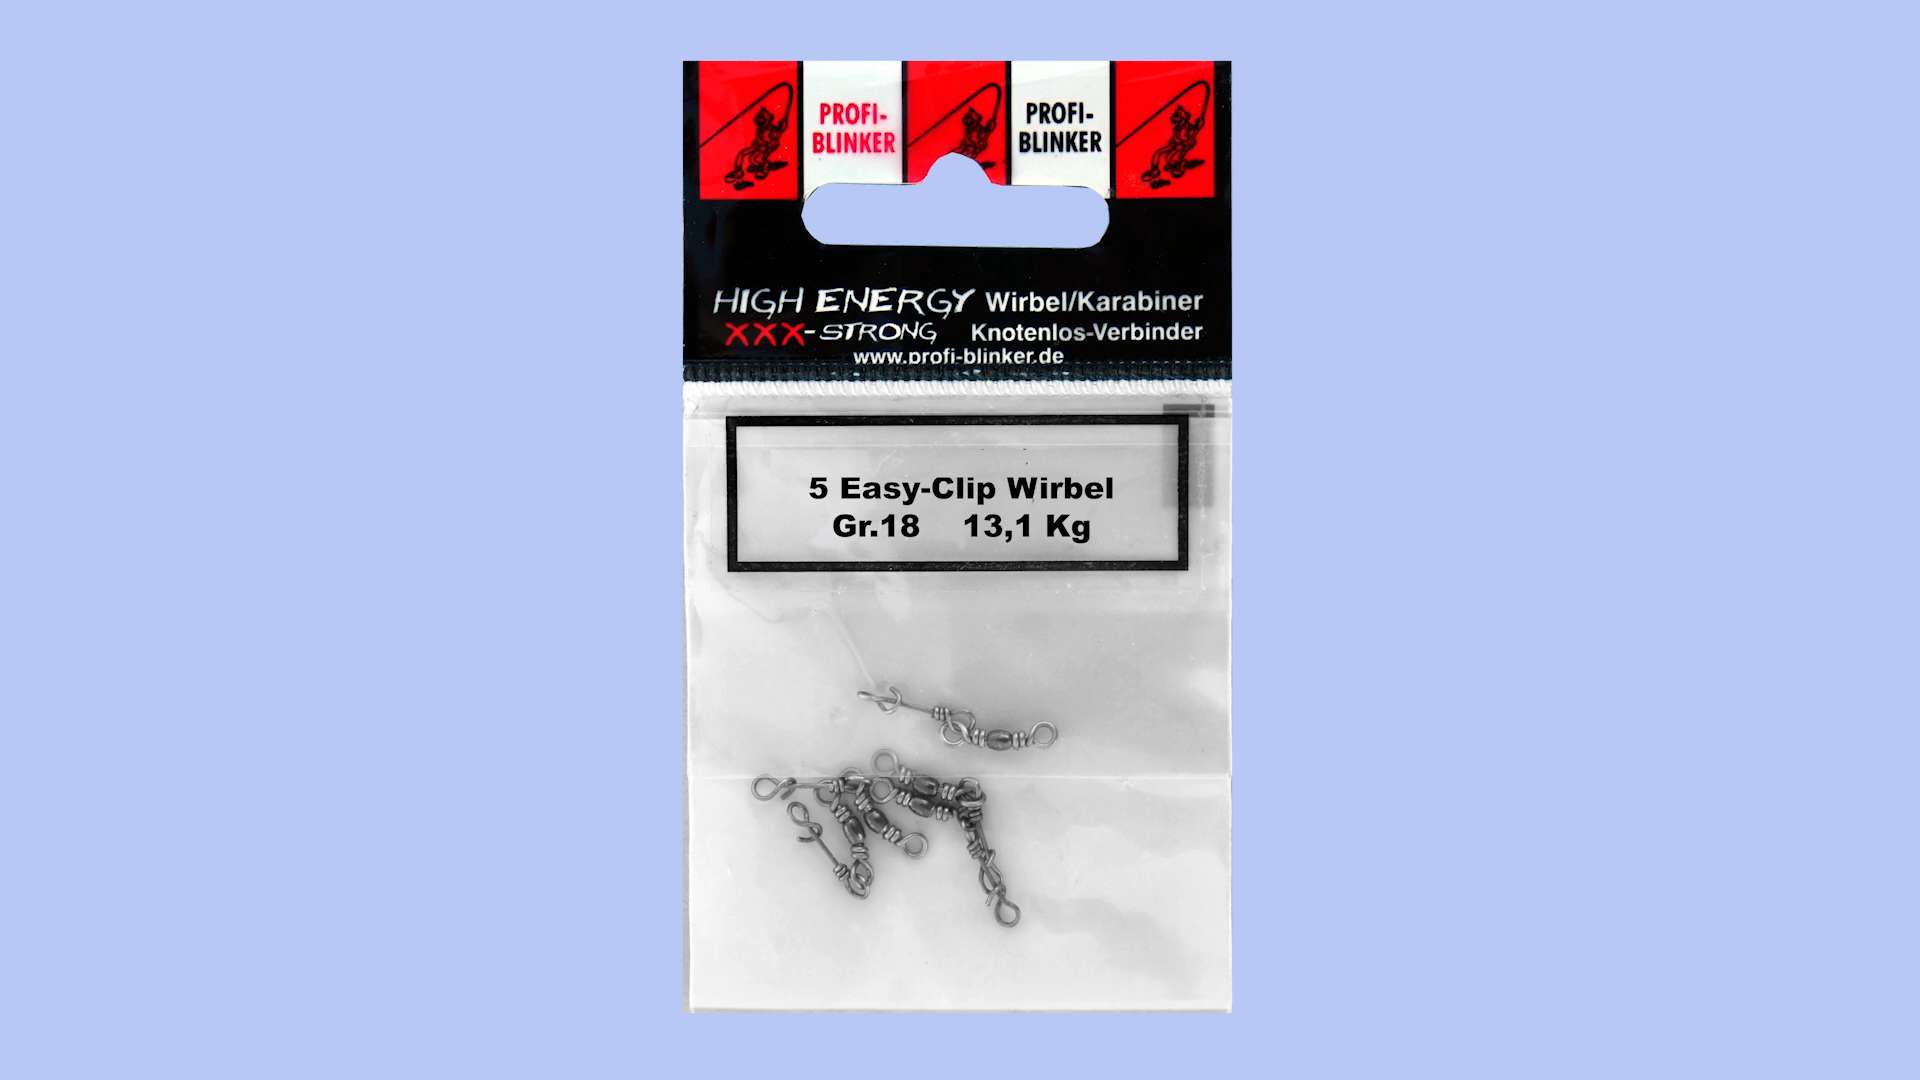 PROFI-
BLINKER
PROFI-
BLINKER
HIGH ENERGY Wirbel/Karabiner
XXX-STRONG Knotenlos-Verbinder
www.profi-blinker.de
5 Easy-Clip Wirbel
Gr.18 13,1 Kg